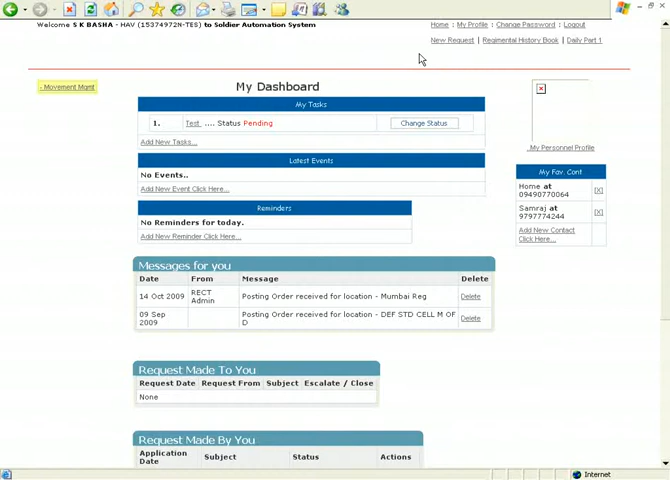 Welcome S K BASHA - HAV (15374972N-TES) to Soldier Automation System
Home : My Profile : Change Password : Logout
New Request | Regimental History Book | Daily Part 1
- Movement Mgmt
My Dashboard
My Tasks
1. Test .... Status Pending Change Status
Add New Tasks...
Latest Events
No Events..
Add New Event Click Here...
Reminders
No Reminders for today.
Add New Reminder Click Here...
My Personnel Profile
My Fav. Cont
Home at
09490770064 [X]
Samraj at
9797774244 [X]
Add New Contact
Click Here...
Messages for you
Date From Message Delete
14 Oct 2009 RECT Admin Posting Order received for location - Mumbai Reg Delete
09 Sep 2009 Posting Order received for location - DEF STD CELL M OF D Delete
Request Made To You
Request Date Request From Subject Escalate / Close
None
Request Made By You
Application Date Subject Status Actions
Internet